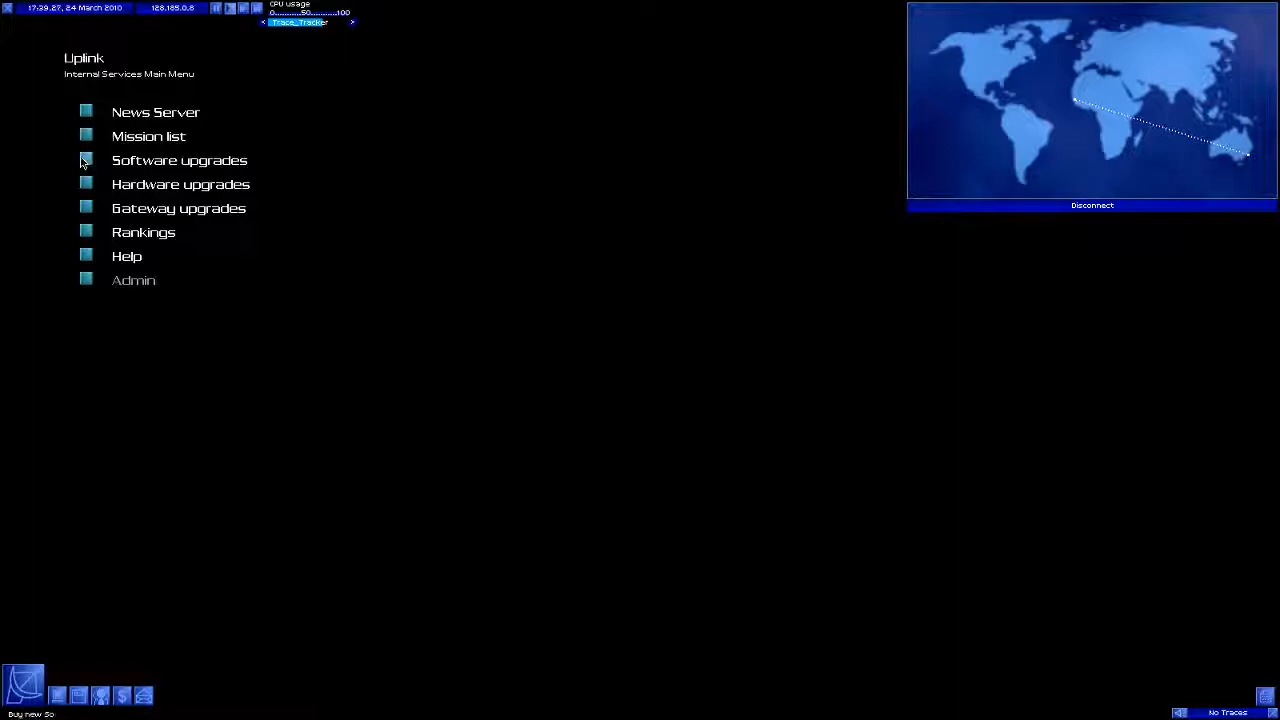 17:39.27, 24 March 2010
128.185.0.8
CPU usage
0..........50..........100
< Trace_Tracker >
Uplink
Internal Services Main Menu
News Server
Mission list
Software upgrades
Hardware upgrades
Gateway upgrades
Rankings
Help
Admin
Disconnect
Buy new So
No Traces